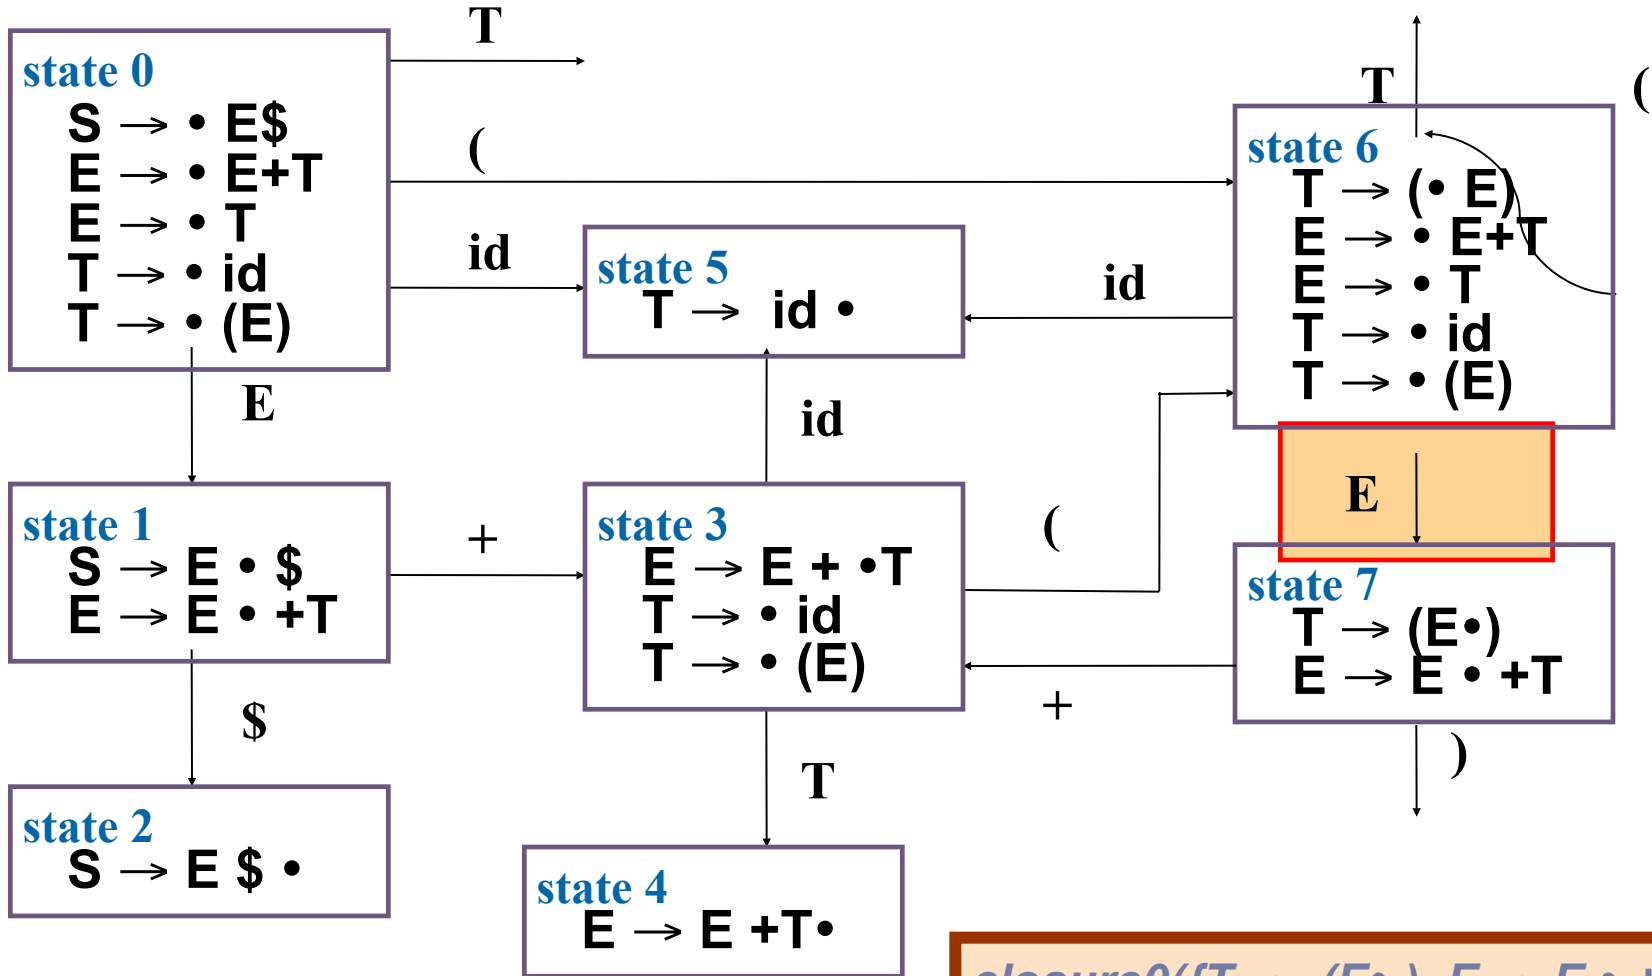 T
state 0
S → • E$
E → • E+T
E → • T
T → • id
T → • (E)
(
id
E
state 5
T → id •
id
T
(
state 6
T → (• E)
E → • E+T
E → • T
T → • id
T → • (E)
id
E
state 1
S → E • $
E → E • +T
+
state 3
E → E + •T
T → • id
T → • (E)
(
+
state 7
T → (E•)
E → E • +T
)
$
T
state 2
S → E $ •
state 4
E → E +T•